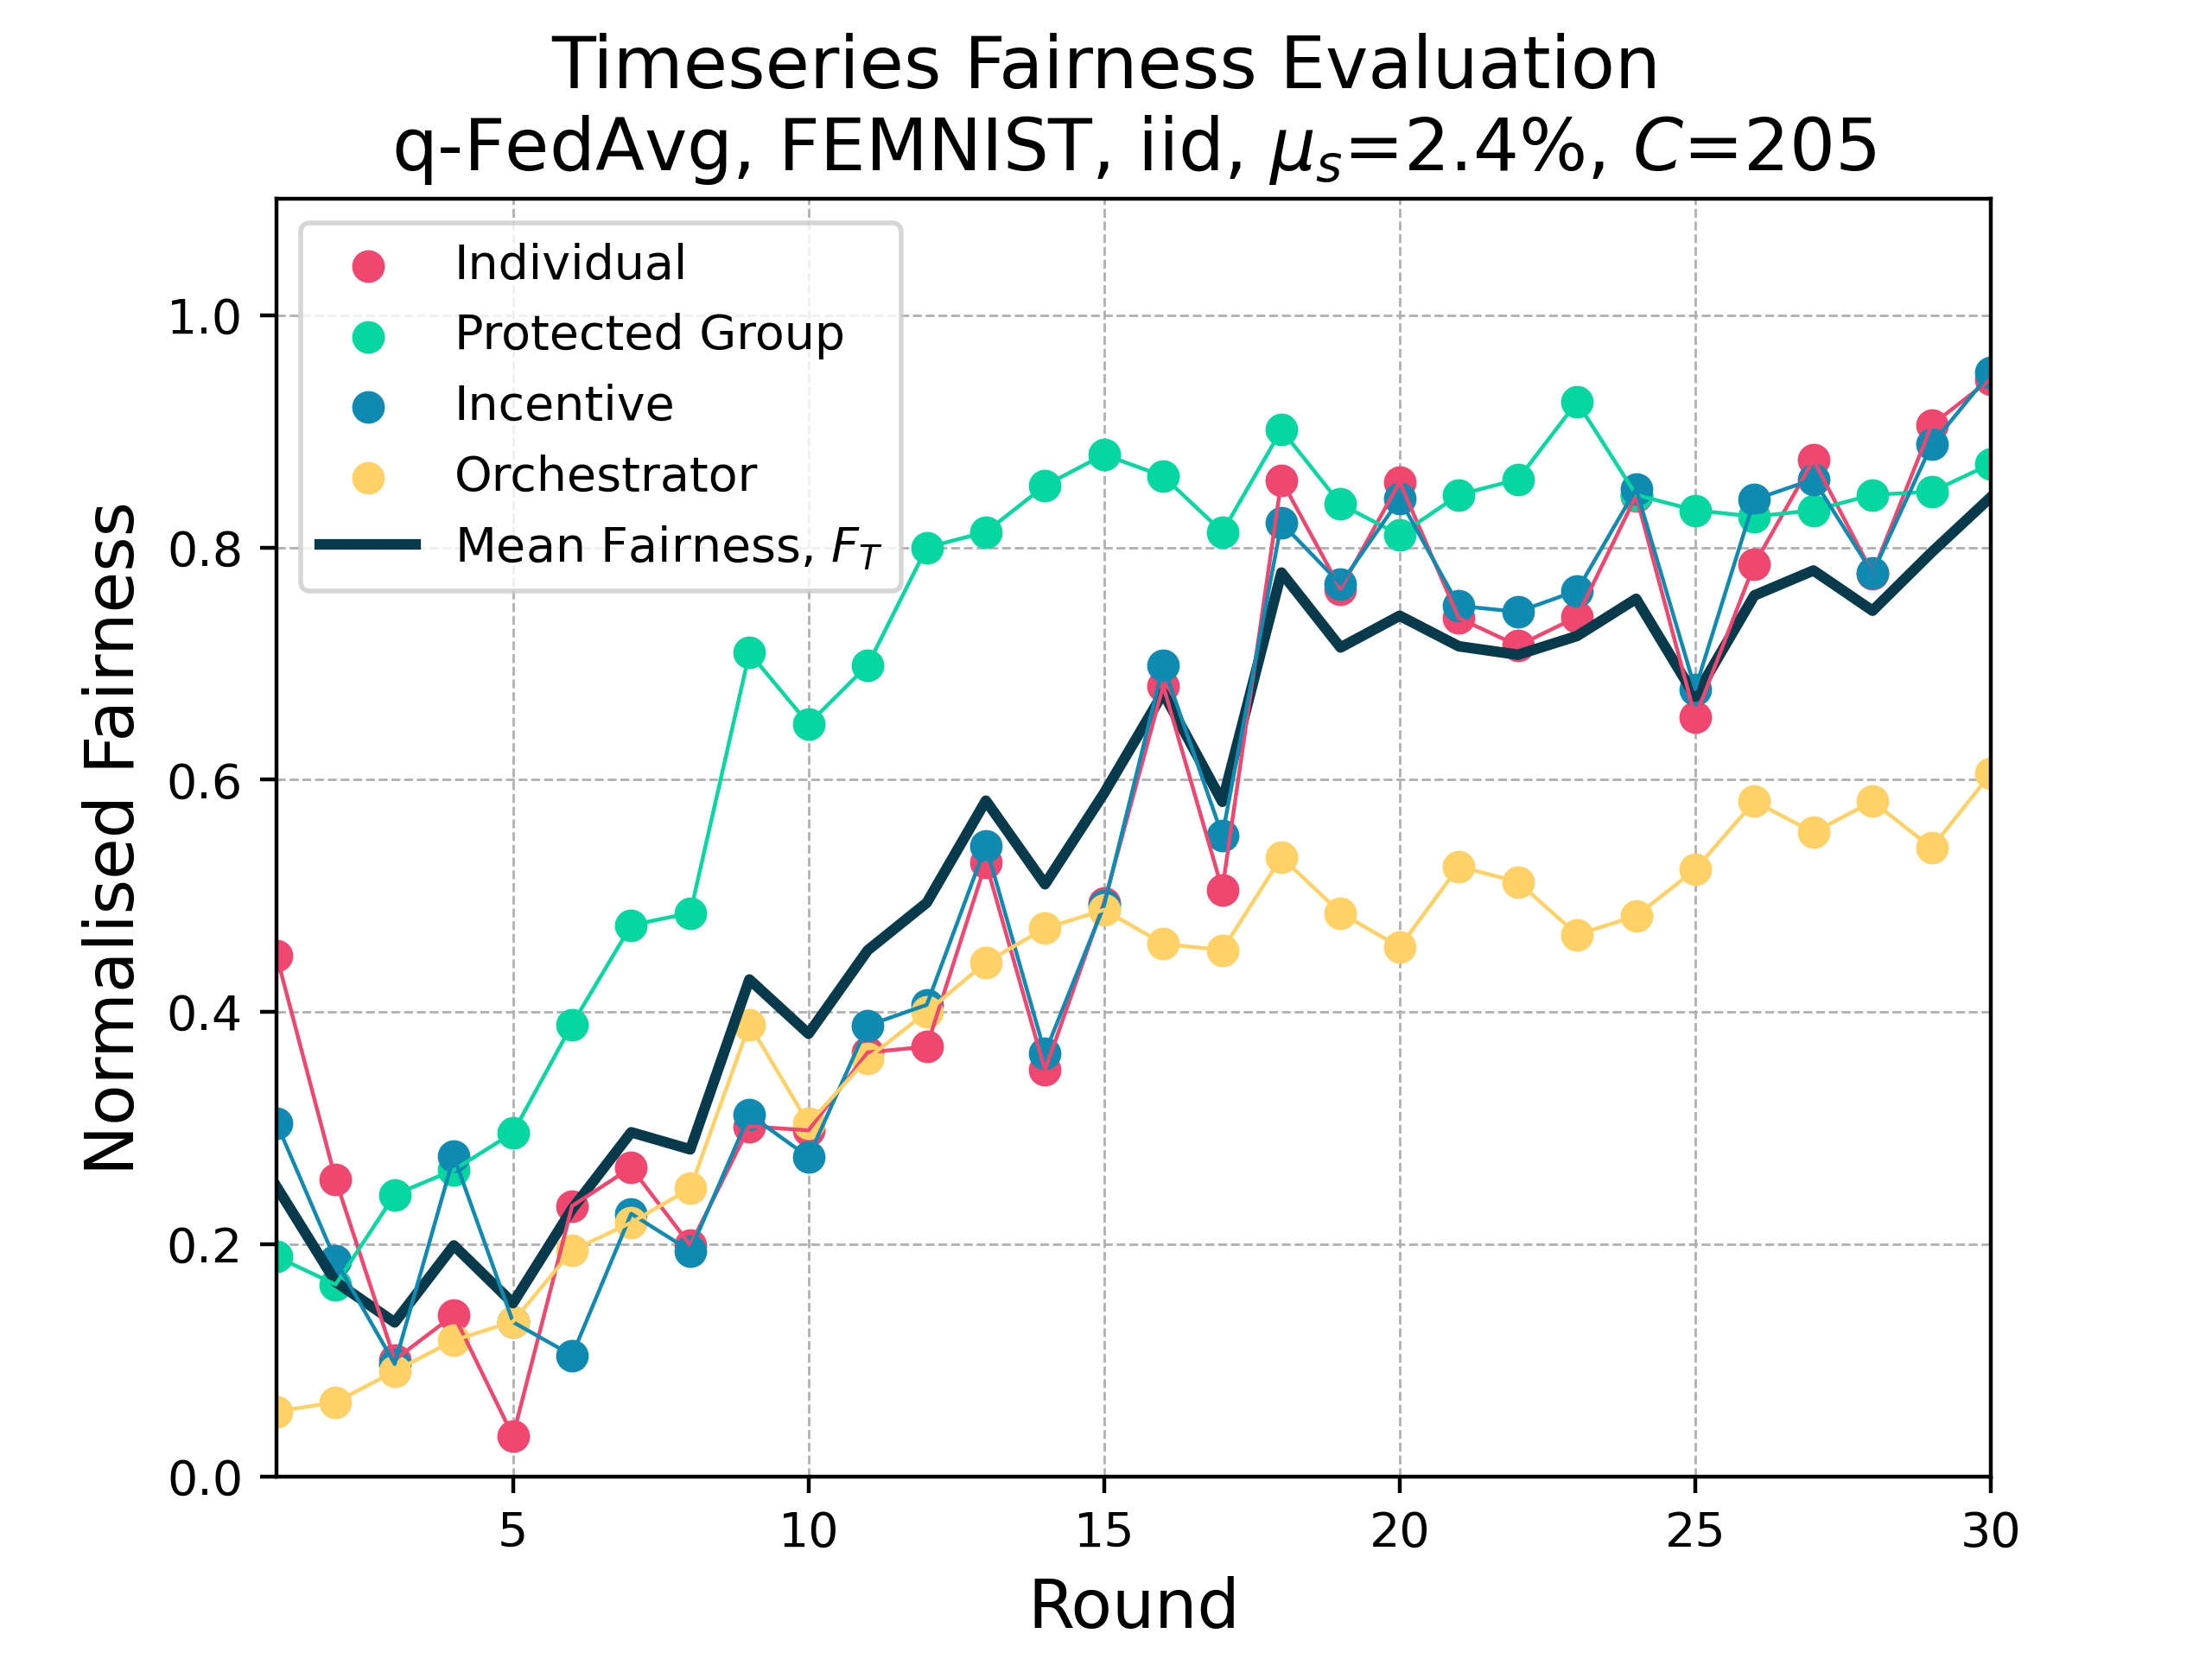 Timeseries Fairness Evaluation
q-FedAvg, FEMNIST, iid, μₛ=2.4%, C=205
Individual
Protected Group
Incentive
Orchestrator
Mean Fairness, F_T
Normalised Fairness
1.0
0.8
0.6
0.4
0.2
0.0
5 10 15 20 25 30
Round